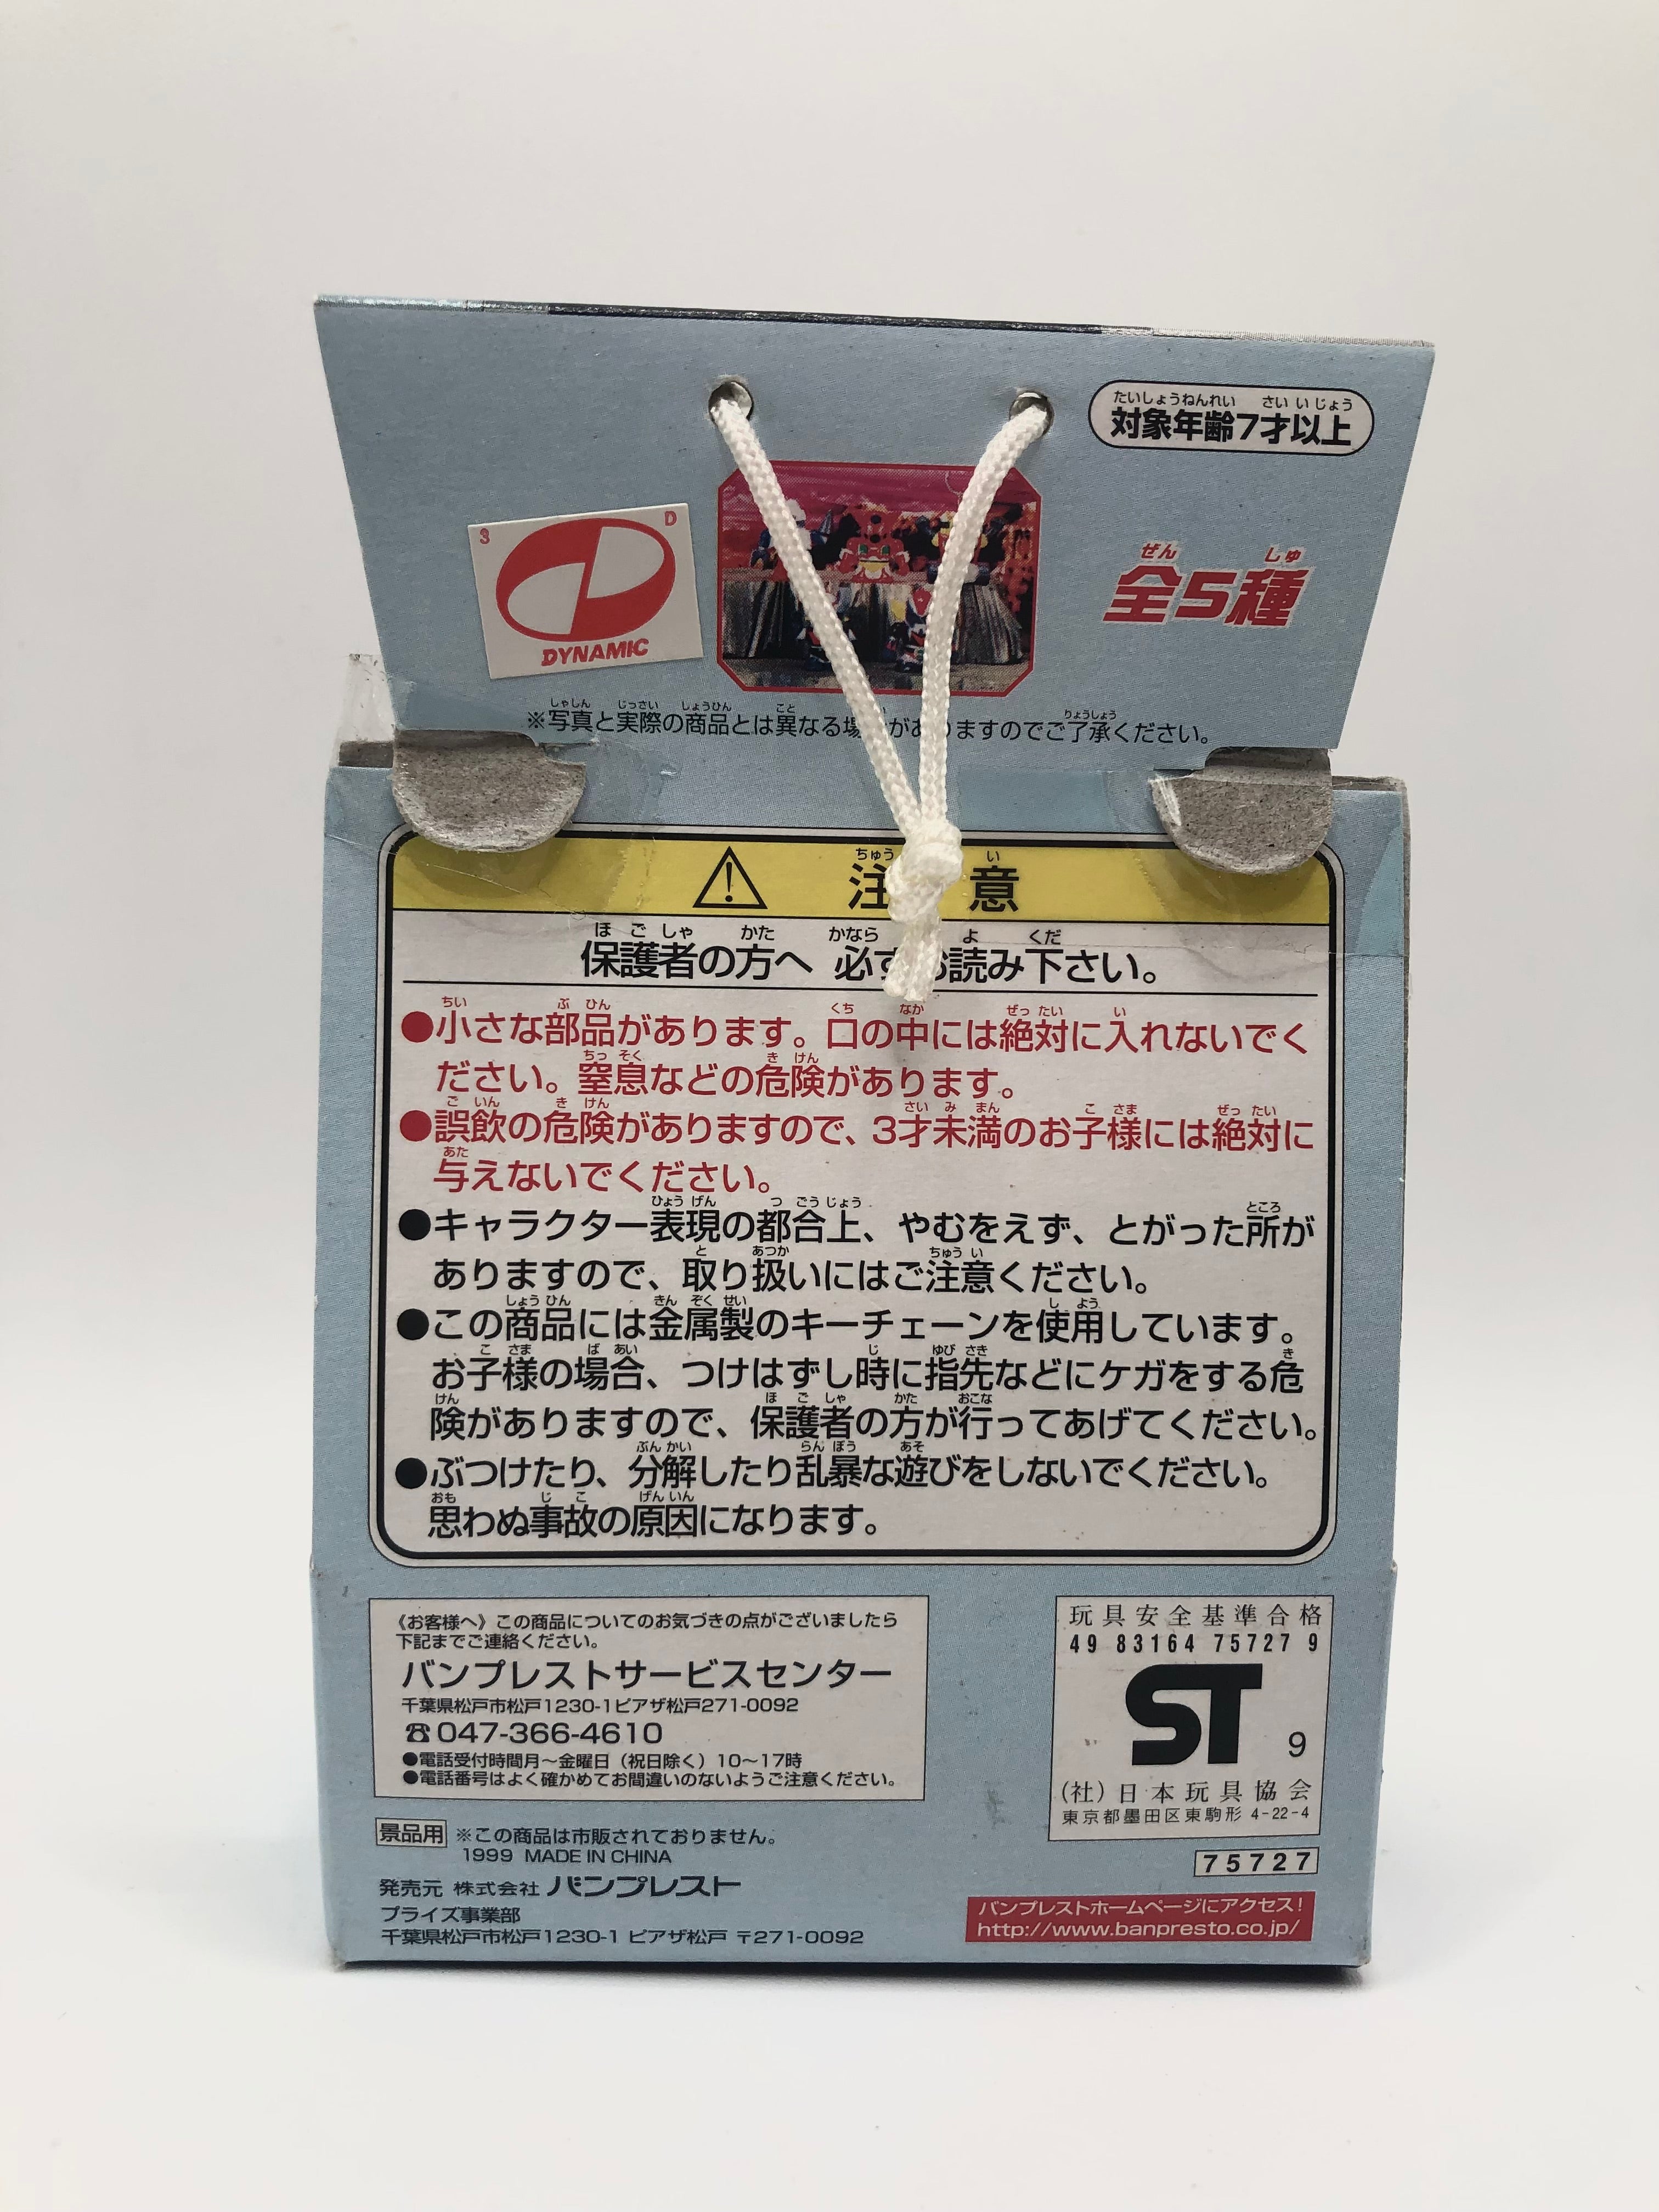 対象年齢7才以上
3 D
DYNAMIC
全5種
※写真と実際の商品とは異なる場がありますのでご了承ください。
注意
保護者の方へ 必ずお読み下さい。
●小さな部品があります。口の中には絶対に入れないでく
ださい。窒息などの危険があります。
●誤飲の危険がありますので、3才未満のお子様には絶対に
与えないでください。
●キャラクター表現の都合上、やむをえず、とがった所が
ありますので、取り扱いにはご注意ください。
●この商品には金属製のキーチェーンを使用しています。
お子様の場合、つけはずし時に指先などにケガをする危
険がありますので、保護者の方が行ってあげてください。
●ぶつけたり、分解したり乱暴な遊びをしないでください。
思わぬ事故の原因になります。
《お客様へ》この商品についてのお気づきの点がございましたら
下記までご連絡ください。
バンプレストサービスセンター
千葉県松戸市松戸1230-1ピアザ松戸271-0092
☎047-366-4610
●電話受付時間月〜金曜日（祝日除く）10〜17時
●電話番号はよく確かめてお間違いのないようご注意ください。
玩具安全基準合格
49 83164 75727 9
ST 9
(社)日本玩具協会
東京都墨田区東駒形 4-22-4
75727
景品用 ※この商品は市販されておりません。
1999 MADE IN CHINA
発売元 株式会社 バンプレスト
プライズ事業部
千葉県松戸市松戸1230-1 ピアザ松戸 〒271-0092
バンプレストホームページにアクセス!
http://www.banpresto.co.jp/